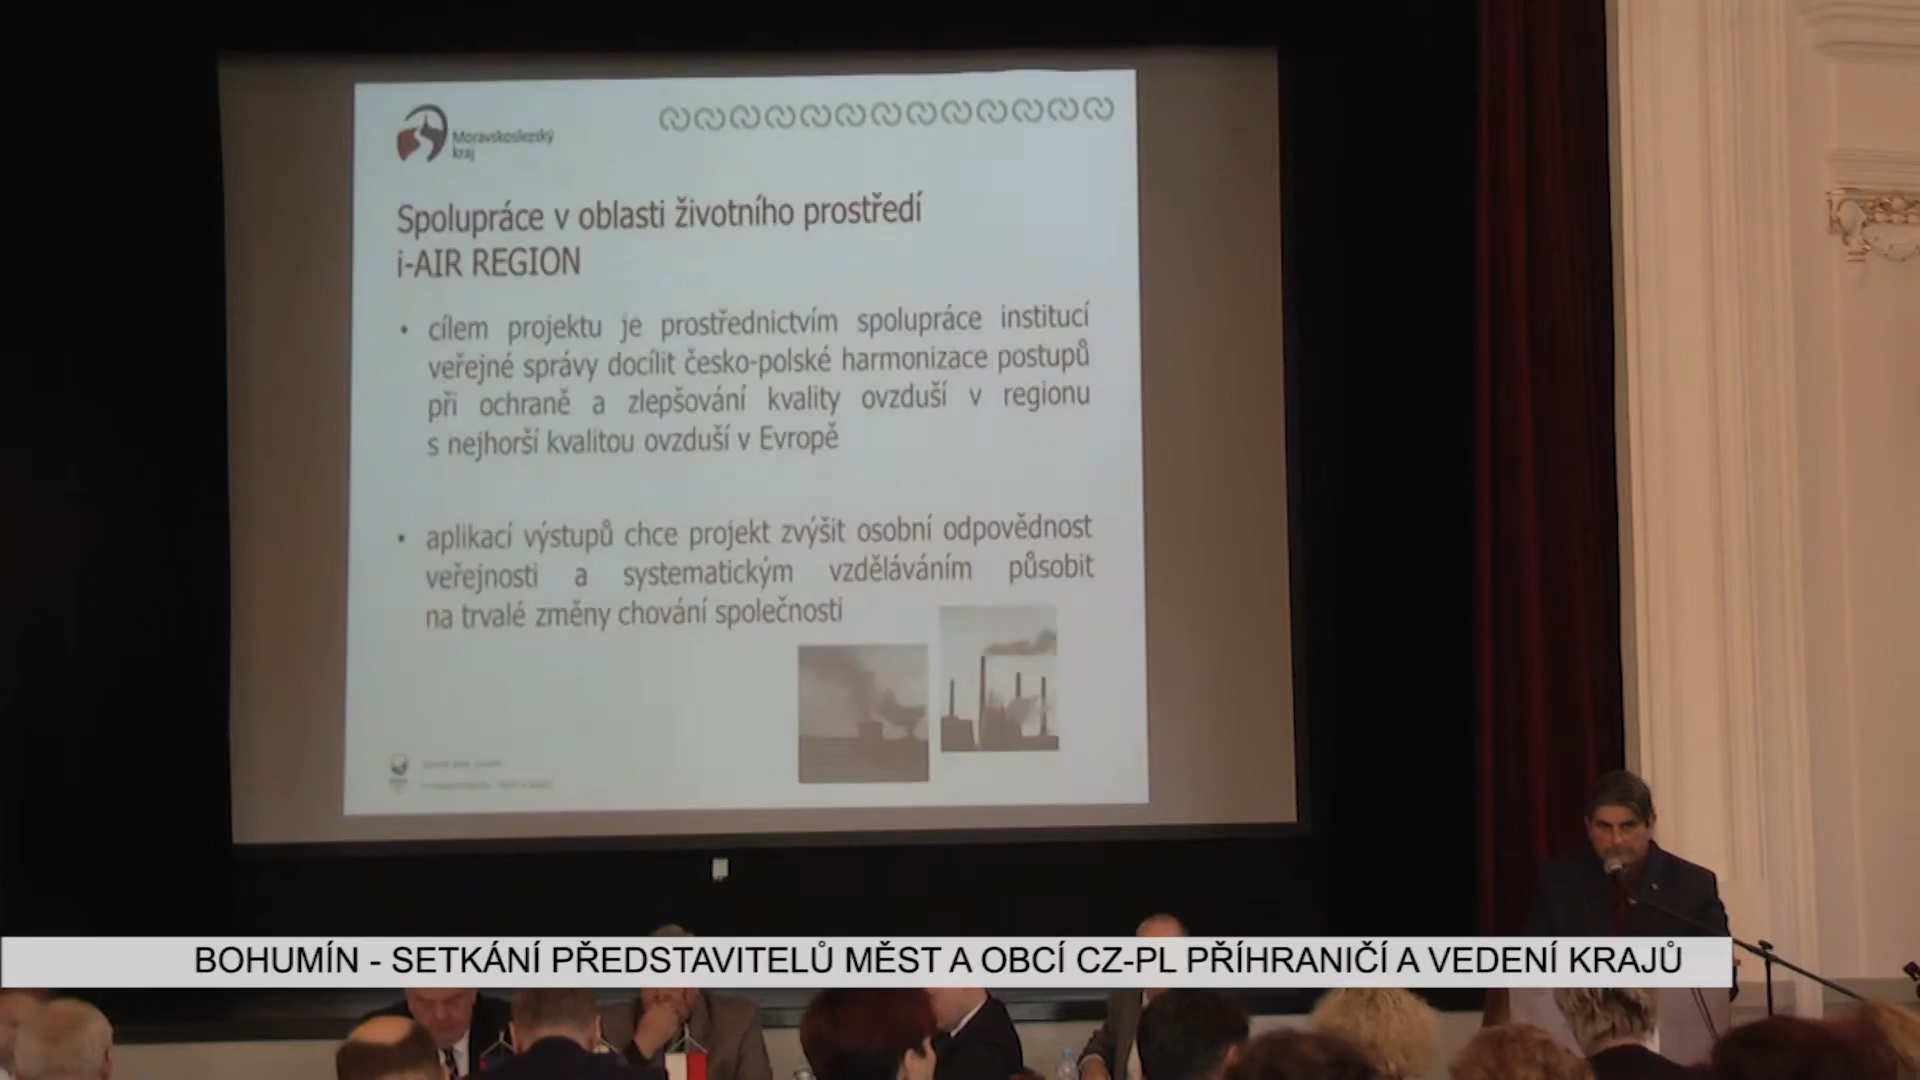 Moravskoslezský
kraj
Spolupráce v oblasti životního prostředí
i-AIR REGION
• cílem projektu je prostřednictvím spolupráce institucí
veřejné správy docílit česko-polské harmonizace postupů
při ochraně a zlepšování kvality ovzduší v regionu
s nejhorší kvalitou ovzduší v Evropě
• aplikací výstupů chce projekt zvýšit osobní odpovědnost
veřejnosti a systematickým vzděláváním působit
na trvalé změny chování společnosti
BOHUMÍN - SETKÁNÍ PŘEDSTAVITELŮ MĚST A OBCÍ CZ-PL PŘÍHRANIČÍ A VEDENÍ KRAJŮ